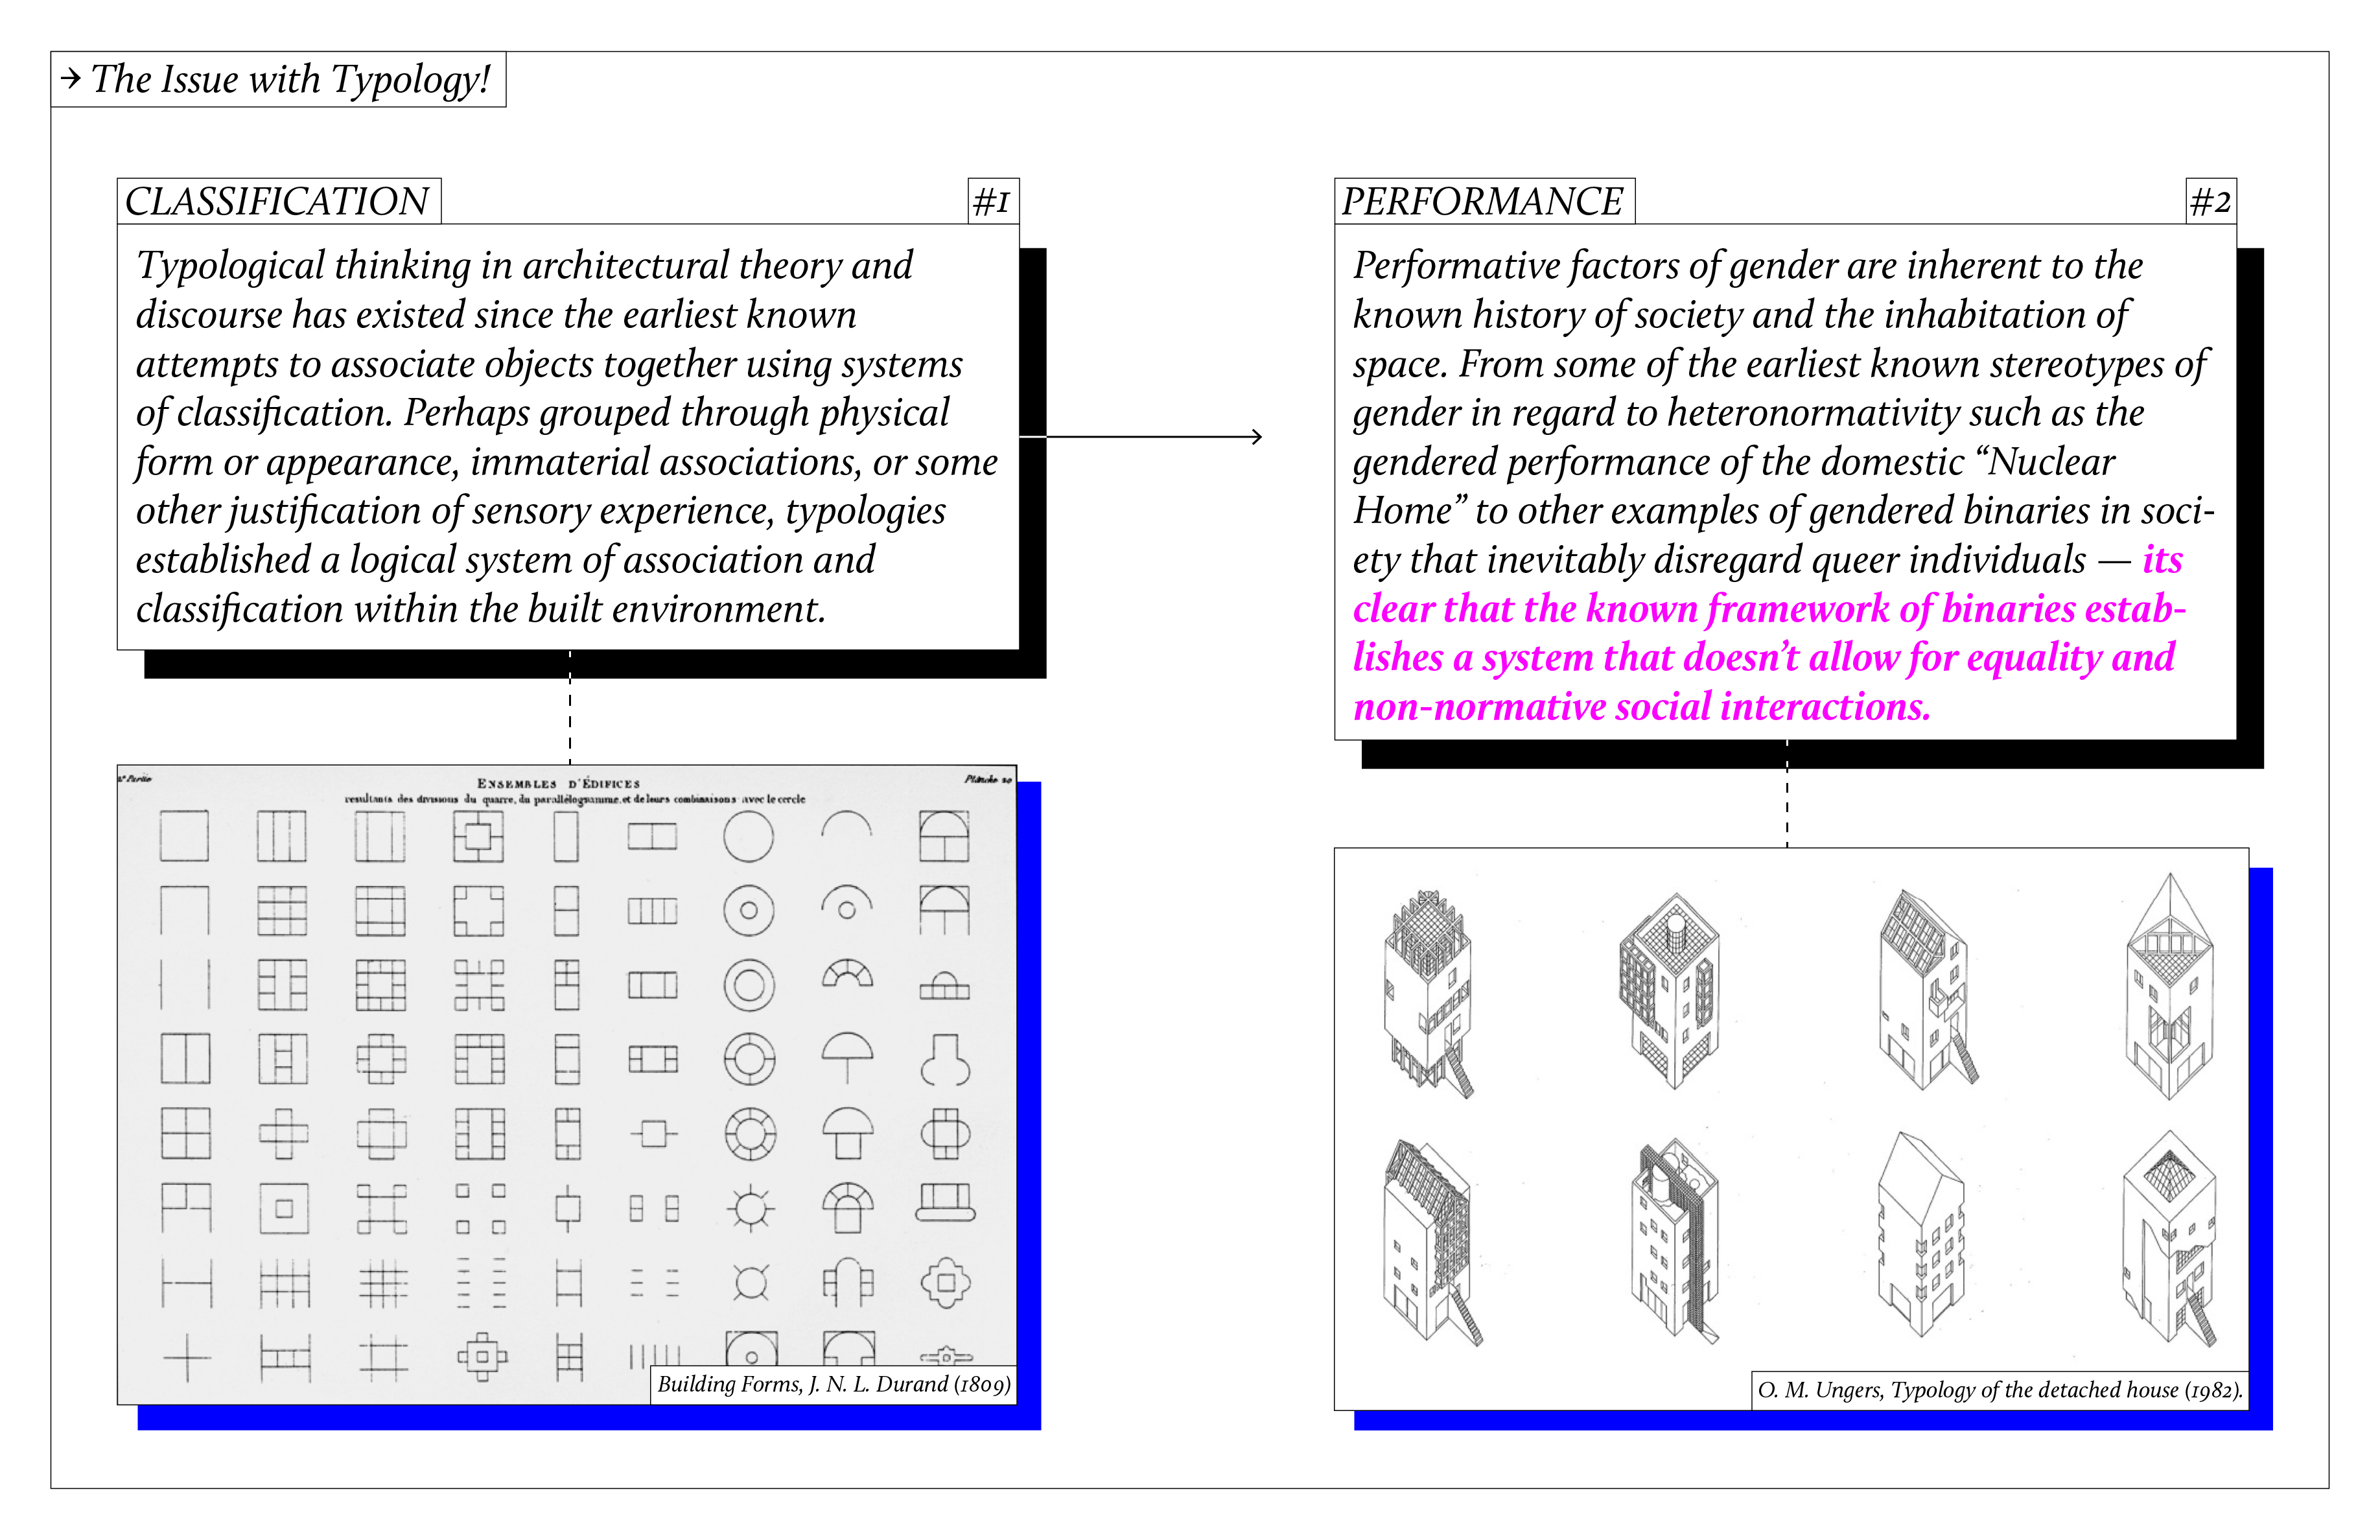 → The Issue with Typology!
CLASSIFICATION
#1
Typological thinking in architectural theory and
discourse has existed since the earliest known
attempts to associate objects together using systems
of classification. Perhaps grouped through physical
form or appearance, immaterial associations, or some
other justification of sensory experience, typologies
established a logical system of association and
classification within the built environment.
2e Partie
ENSEMBLES D'ÉDIFICES
Planche 20
resultants des divisions du quarre, du parallélogramme, et de leurs combinaisons avec le cercle
Building Forms, J. N. L. Durand (1809)
PERFORMANCE
#2
Performative factors of gender are inherent to the
known history of society and the inhabitation of
space. From some of the earliest known stereotypes of
gender in regard to heteronormativity such as the
gendered performance of the domestic “Nuclear
Home” to other examples of gendered binaries in soci-
ety that inevitably disregard queer individuals — its
clear that the known framework of binaries estab-
lishes a system that doesn’t allow for equality and
non-normative social interactions.
O. M. Ungers, Typology of the detached house (1982).